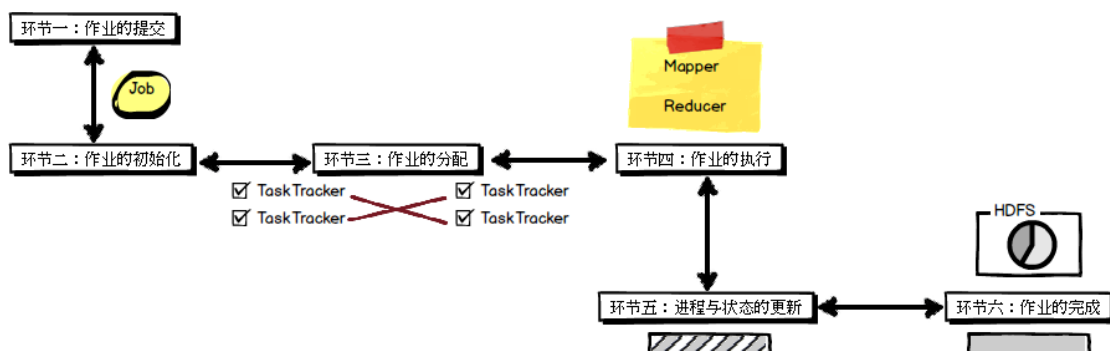 环节一：作业的提交
Job
Mapper
Reducer
环节二：作业的初始化
环节三：作业的分配
环节四：作业的执行
TaskTracker
TaskTracker
TaskTracker
TaskTracker
HDFS
环节五：进程与状态的更新
环节六：作业的完成